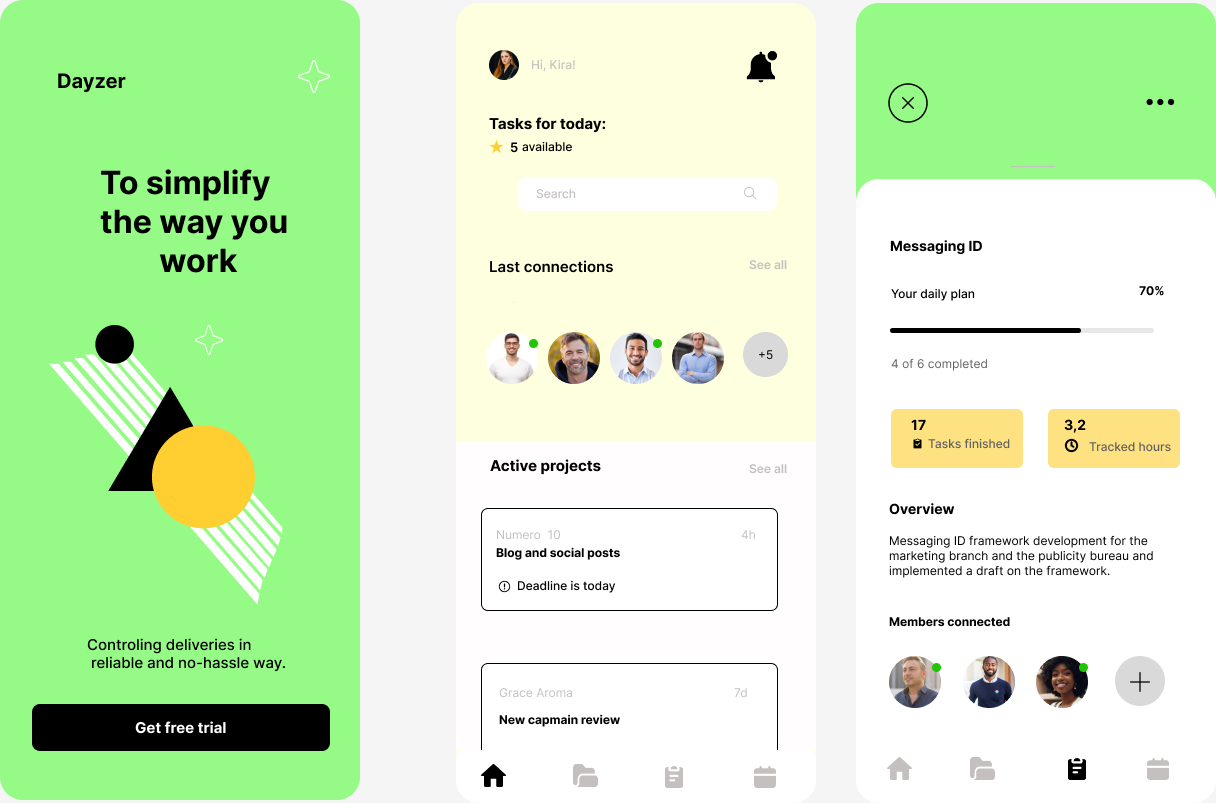 Dayzer
To simplify
the way you
work
Controling deliveries in
reliable and no-hassle way.
Get free trial
Hi, Kira!
Tasks for today:
5 available
Search
Last connections
See all
+5
Active projects
See all
Numero 10
4h
Blog and social posts
Deadline is today
Grace Aroma
7d
New capmain review
Messaging ID
Your daily plan
70%
4 of 6 completed
17
Tasks finished
3,2
Tracked hours
Overview
Messaging ID framework development for the
marketing branch and the publicity bureau and
implemented a draft on the framework.
Members connected